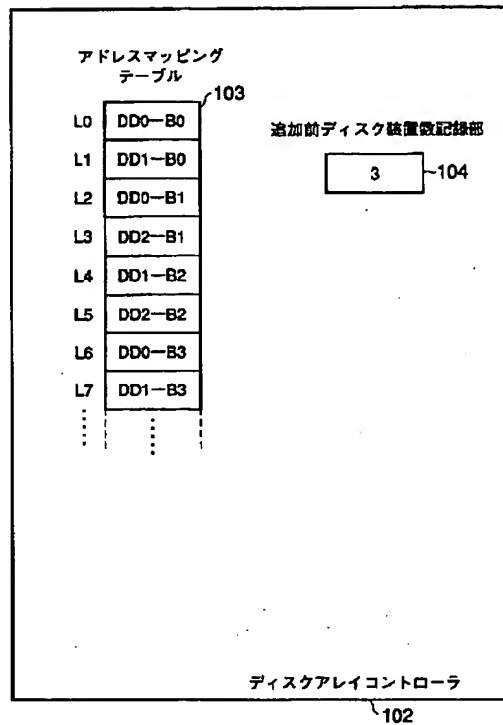 アドレスマッピング
テーブル
103
L0 DD0—B0
L1 DD1—B0
L2 DD0—B1
L3 DD2—B1
L4 DD1—B2
L5 DD2—B2
L6 DD0—B3
L7 DD1—B3
追加前ディスク装置数記録部
3
104
ディスクアレイコントローラ
102